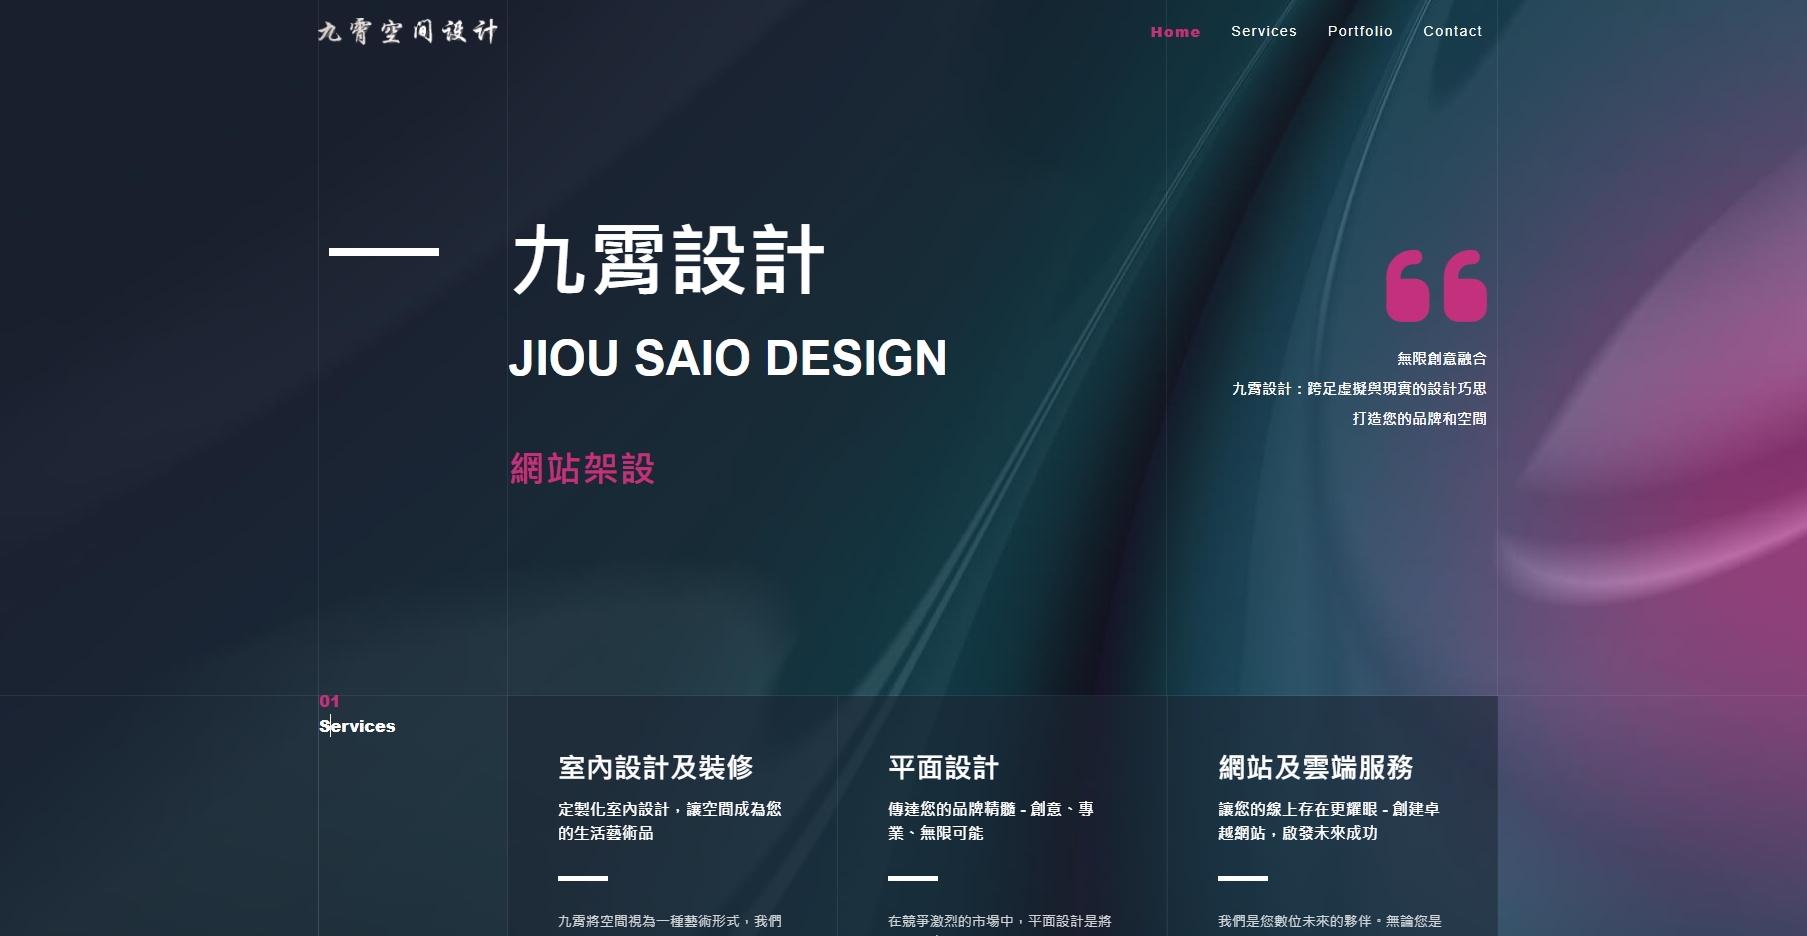 九霄空间设计
Home Services Portfolio Contact
九霄設計
JIOU SAIO DESIGN
網站架設
無限創意融合
九霄設計：跨足虛擬與現實的設計巧思
打造您的品牌和空間
01
Services
室內設計及裝修
定製化室內設計，讓空間成為您
的生活藝術品
九霄將空間視為一種藝術形式，我們
平面設計
傳達您的品牌精髓 - 創意、專
業、無限可能
在競爭激烈的市場中，平面設計是將
網站及雲端服務
讓您的線上存在更耀眼 - 創建卓
越網站，啟發未來成功
我們是您數位未來的夥伴。無論您是